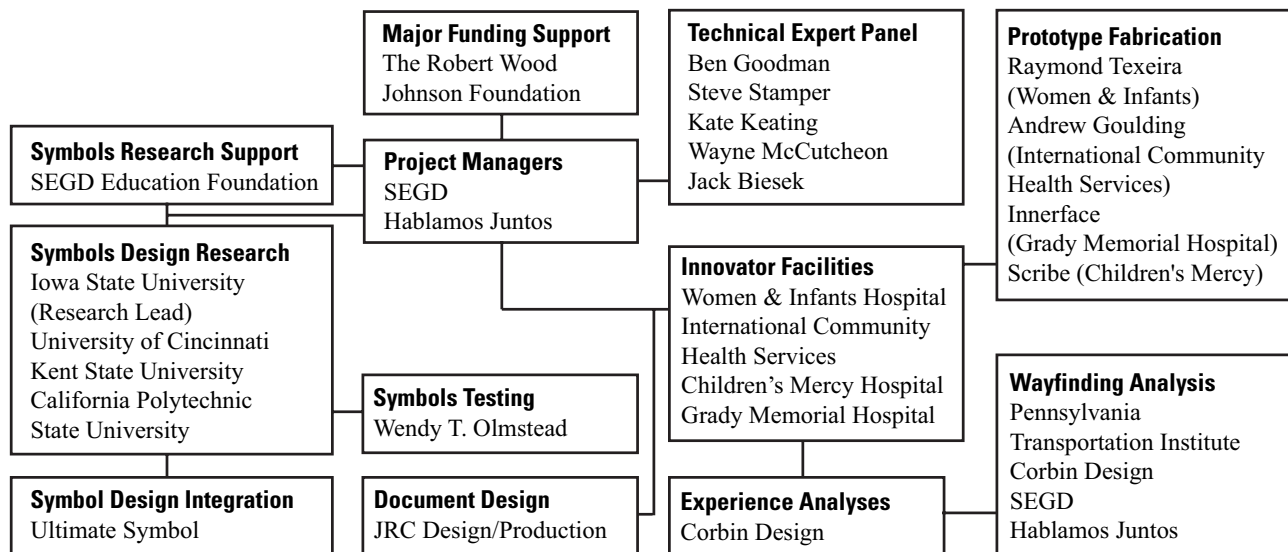 Major Funding Support
The Robert Wood
Johnson Foundation
Technical Expert Panel
Ben Goodman
Steve Stamper
Kate Keating
Wayne McCutcheon
Jack Biesek
Prototype Fabrication
Raymond Texeira
(Women & Infants)
Andrew Goulding
(International Community
Health Services)
Innerface
(Grady Memorial Hospital)
Scribe (Children's Mercy)
Symbols Research Support
SEGD Education Foundation
Project Managers
SEGD
Hablamos Juntos
Symbols Design Research
Iowa State University
(Research Lead)
University of Cincinnati
Kent State University
California Polytechnic
State University
Innovator Facilities
Women & Infants Hospital
International Community
Health Services
Children’s Mercy Hospital
Grady Memorial Hospital
Symbols Testing
Wendy T. Olmstead
Wayfinding Analysis
Pennsylvania
Transportation Institute
Corbin Design
SEGD
Hablamos Juntos
Symbol Design Integration
Ultimate Symbol
Document Design
JRC Design/Production
Experience Analyses
Corbin Design